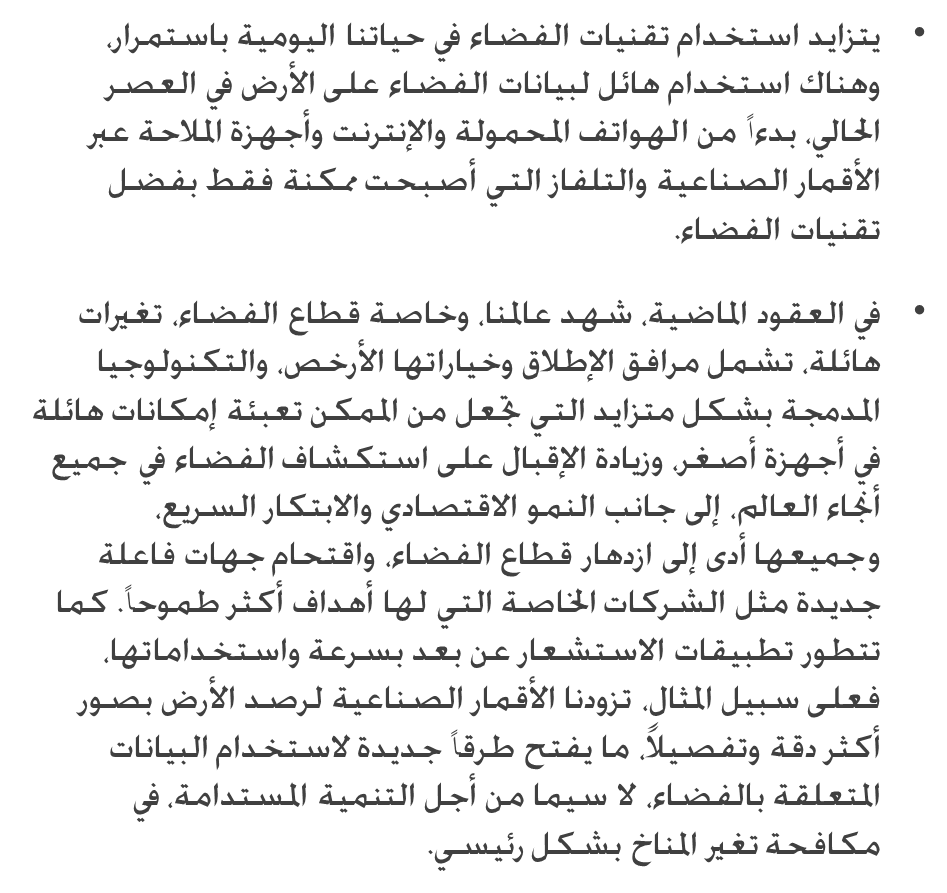 • يتزايد استخدام تقنيات الفضاء في حياتنا اليومية باستمرار،
وهناك استخدام هائل لبيانات الفضاء على الأرض في العصر
الحالي، بدءاً من الهواتف المحمولة والإنترنت وأجهزة الملاحة عبر
الأقمار الصناعية والتلفاز التي أصبحت ممكنة فقط بفضل
تقنيات الفضاء.
• في العقود الماضية، شهد عالمنا، وخاصة قطاع الفضاء، تغيرات
هائلة، تشمل مرافق الإطلاق وخياراتها الأرخص، والتكنولوجيا
المدمجة بشكل متزايد التي تجعل من الممكن تعبئة إمكانات هائلة
في أجهزة أصغر، وزيادة الإقبال على استكشاف الفضاء في جميع
أنحاء العالم، إلى جانب النمو الاقتصادي والابتكار السريع،
وجميعها أدى إلى ازدهار قطاع الفضاء، واقتحام جهات فاعلة
جديدة مثل الشركات الخاصة التي لها أهداف أكثر طموحاً. كما
تتطور تطبيقات الاستشعار عن بعد بسرعة واستخداماتها،
فعلى سبيل المثال، تزودنا الأقمار الصناعية لرصد الأرض بصور
أكثر دقة وتفصيلاً، ما يفتح طرقاً جديدة لاستخدام البيانات
المتعلقة بالفضاء، لا سيما من أجل التنمية المستدامة، في
مكافحة تغير المناخ بشكل رئيسي.